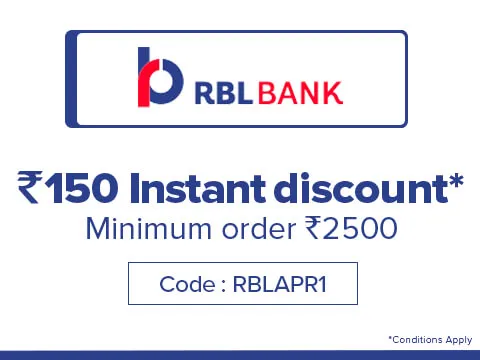 RBL BANK
₹150 Instant discount*
Minimum order ₹2500
Code : RBLAPR1
*Conditions Apply